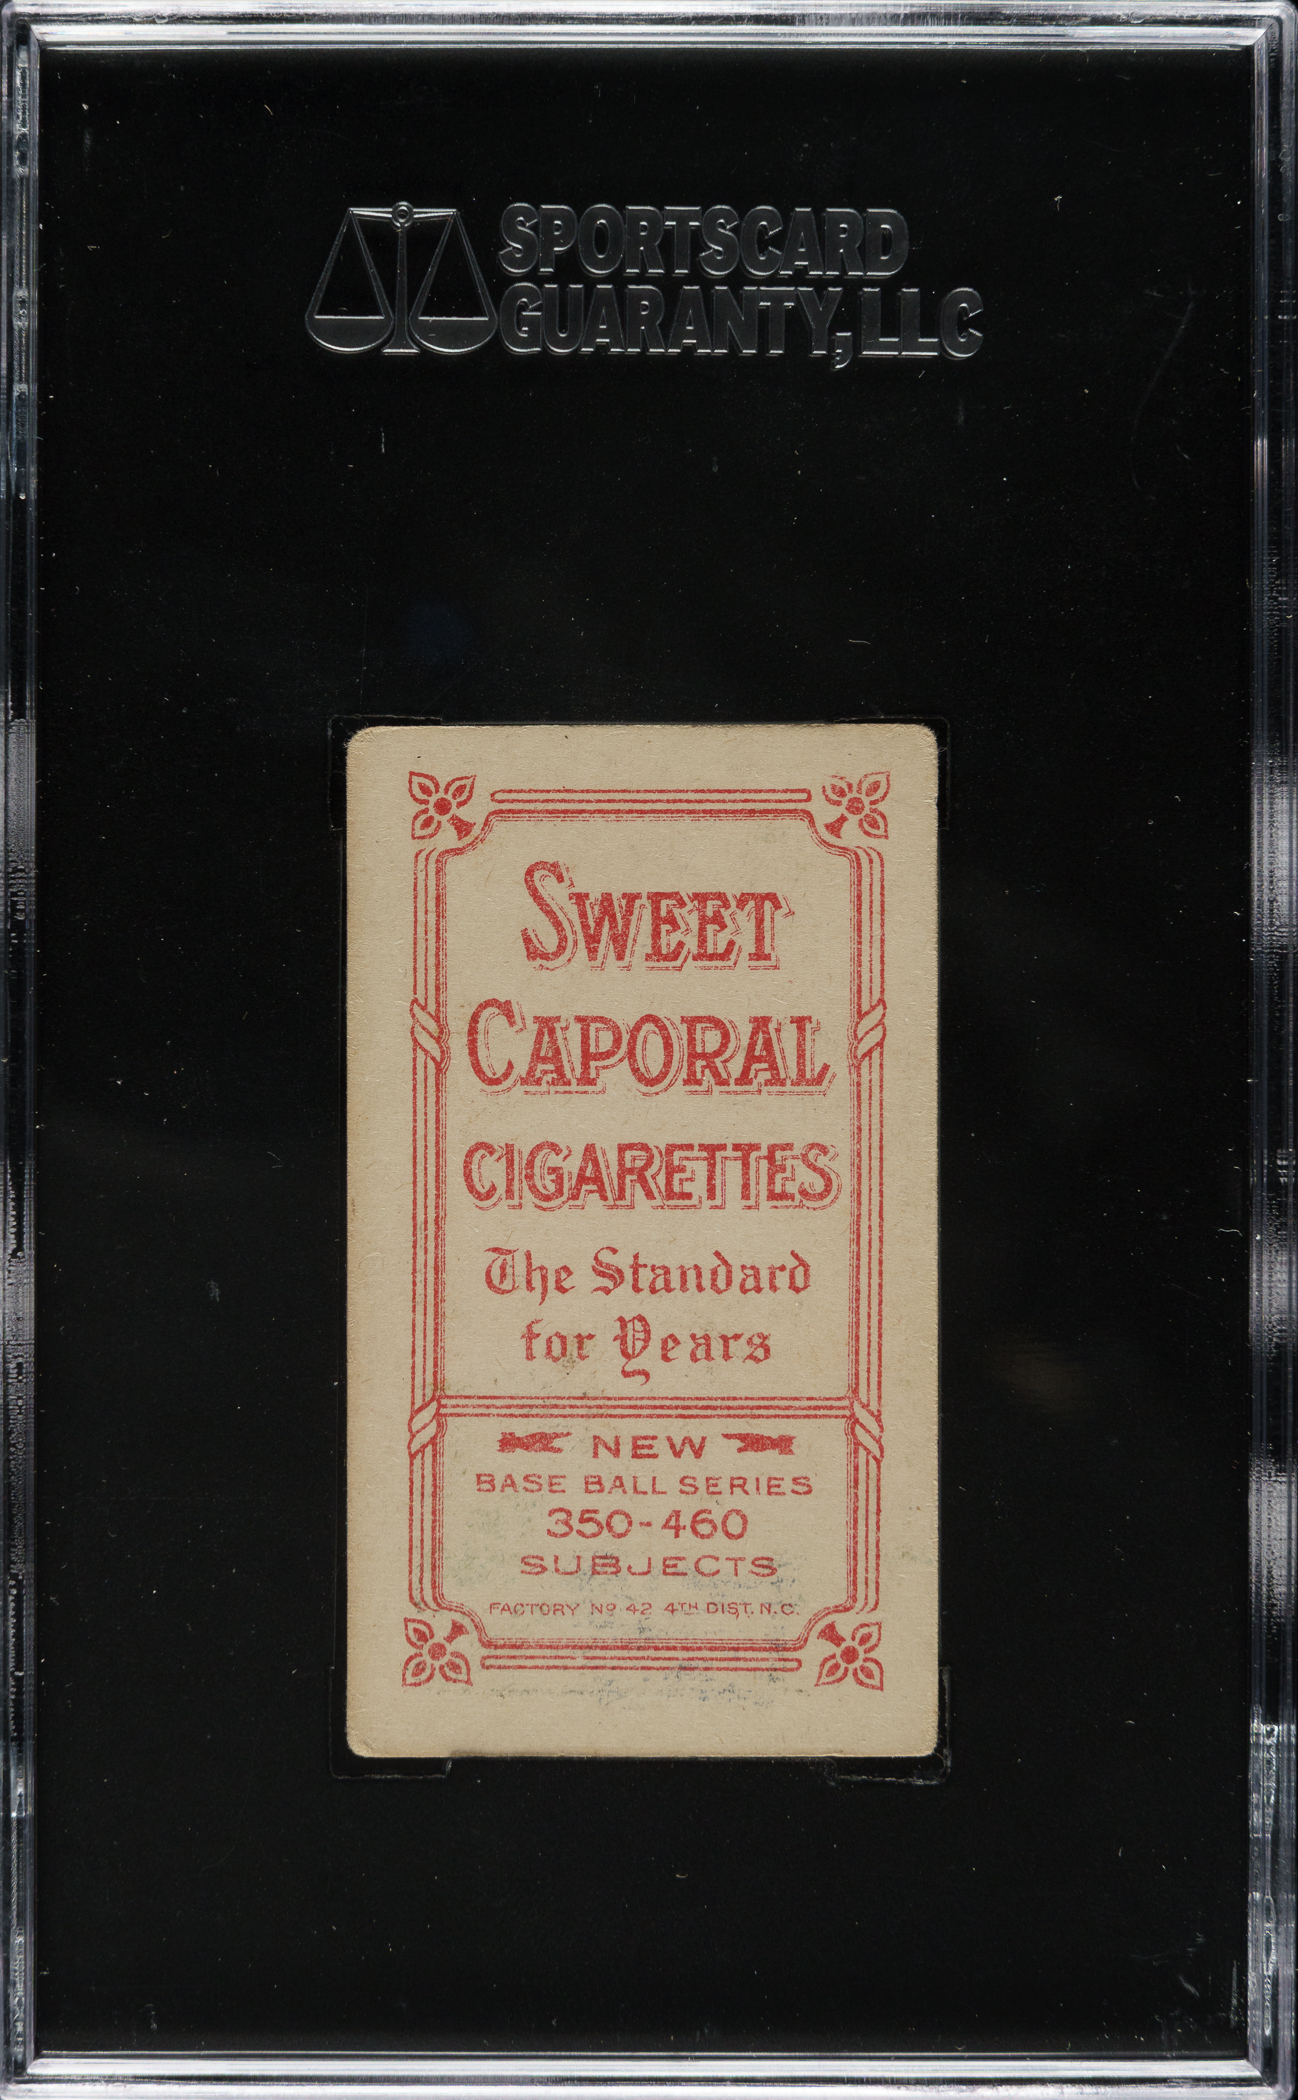 SPORTSCARD
GUARANTY, LLC
SWEET
CAPORAL
CIGARETTES
The Standard
for Years
NEW
BASE BALL SERIES
350-460
SUBJECTS
FACTORY Nº 42 4TH DIST. N.C.